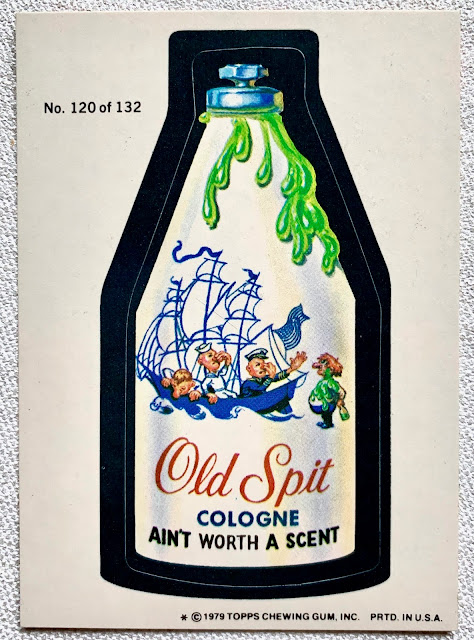 No. 120 of 132
Old Spit
COLOGNE
AIN'T WORTH A SCENT
* © 1979 TOPPS CHEWING GUM, INC. PRTD. IN U.S.A.